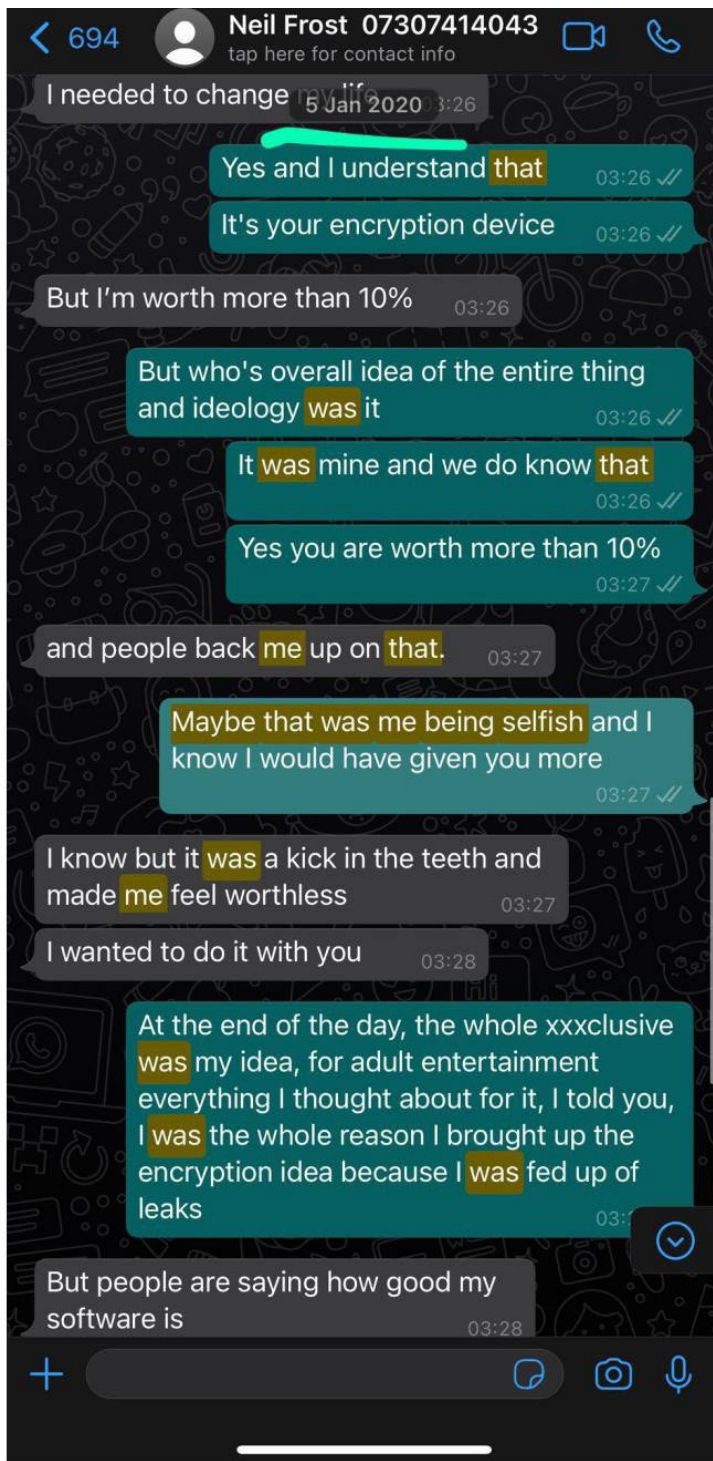 694
Neil Frost 07307414043
tap here for contact info
I needed to change my life
5 Jan 2020
3:26
Yes and I understand that
03:26
It's your encryption device
03:26
But I’m worth more than 10%
03:26
But who's overall idea of the entire thing
and ideology was it
03:26
It was mine and we do know that
03:26
Yes you are worth more than 10%
03:27
and people back me up on that.
03:27
Maybe that was me being selfish and I
know I would have given you more
03:27
I know but it was a kick in the teeth and
made me feel worthless
03:27
I wanted to do it with you
03:28
At the end of the day, the whole xxxclusive
was my idea, for adult entertainment
everything I thought about for it, I told you,
I was the whole reason I brought up the
encryption idea because I was fed up of
leaks
03:
But people are saying how good my
software is
03:28